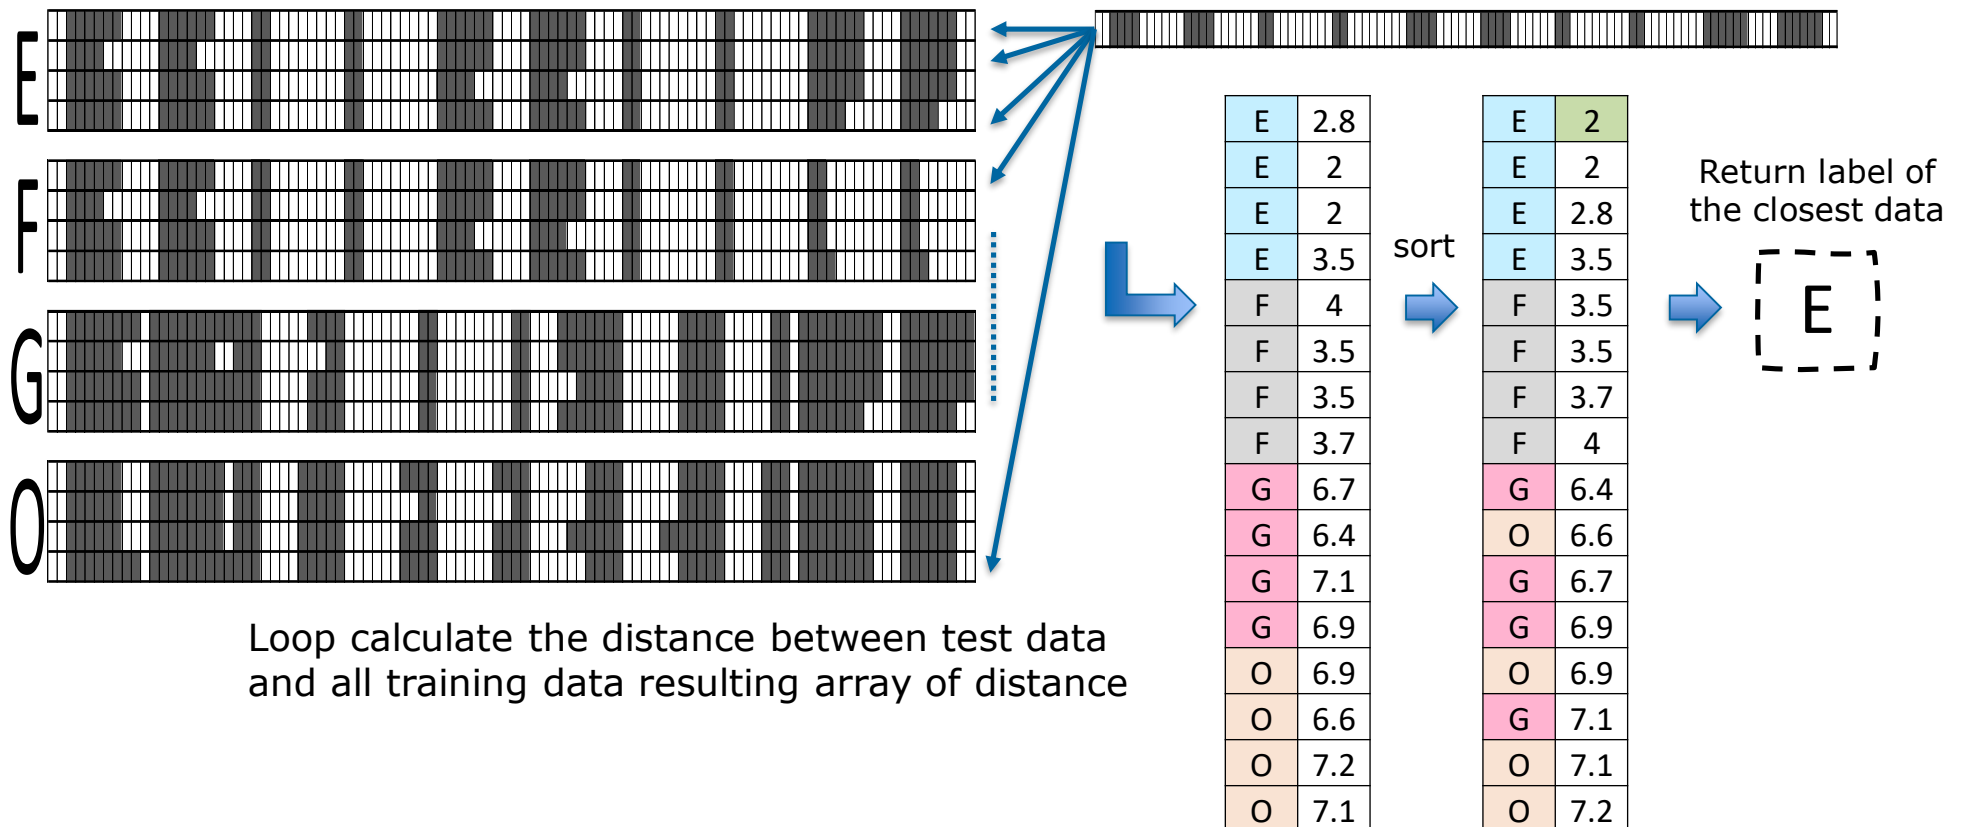 E
F
G
O
Loop calculate the distance between test data
and all training data resulting array of distance
E 2.8
E 2
E 2
E 3.5
F 4
F 3.5
F 3.5
F 3.7
G 6.7
G 6.4
G 7.1
G 6.9
O 6.9
O 6.6
O 7.2
O 7.1
sort
E 2
E 2
E 2.8
E 3.5
F 3.5
F 3.5
F 3.7
F 4
G 6.4
O 6.6
G 6.7
G 6.9
O 6.9
G 7.1
O 7.1
O 7.2
Return label of
the closest data
E